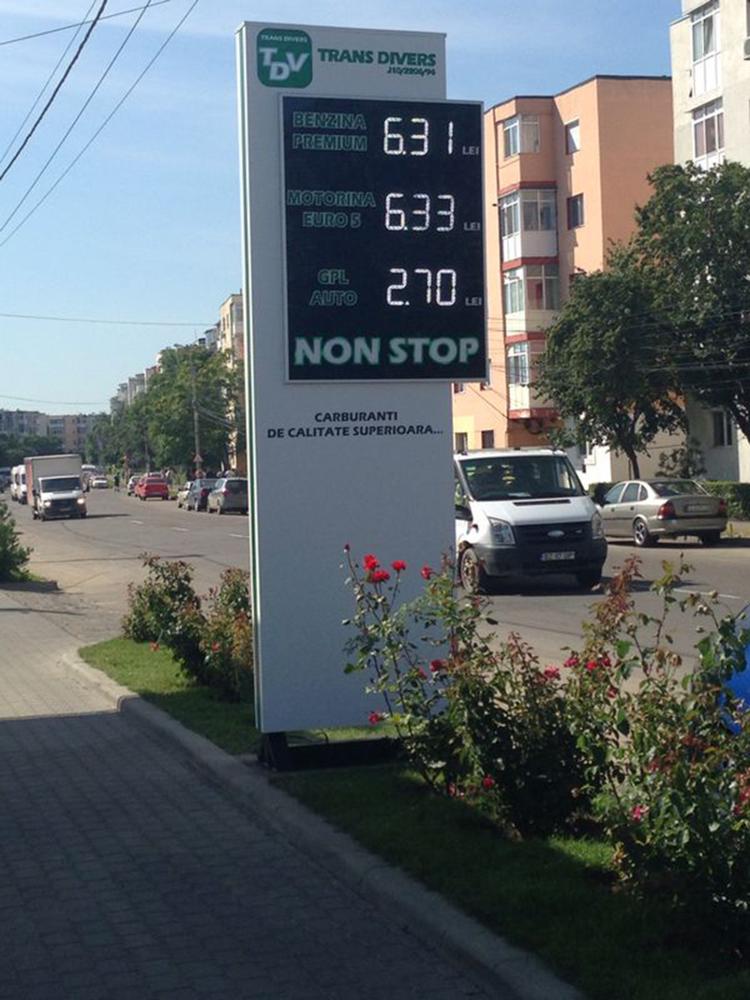 TRANS DIVERS
TDV
TRANS DIVERS
J10/2206/94
BENZINA
PREMIUM
6.31 LEI
MOTORINA
EURO 5
6.33 LEI
GPL
AUTO
2.70 LEI
NON STOP
CARBURANTI
DE CALITATE SUPERIOARA...